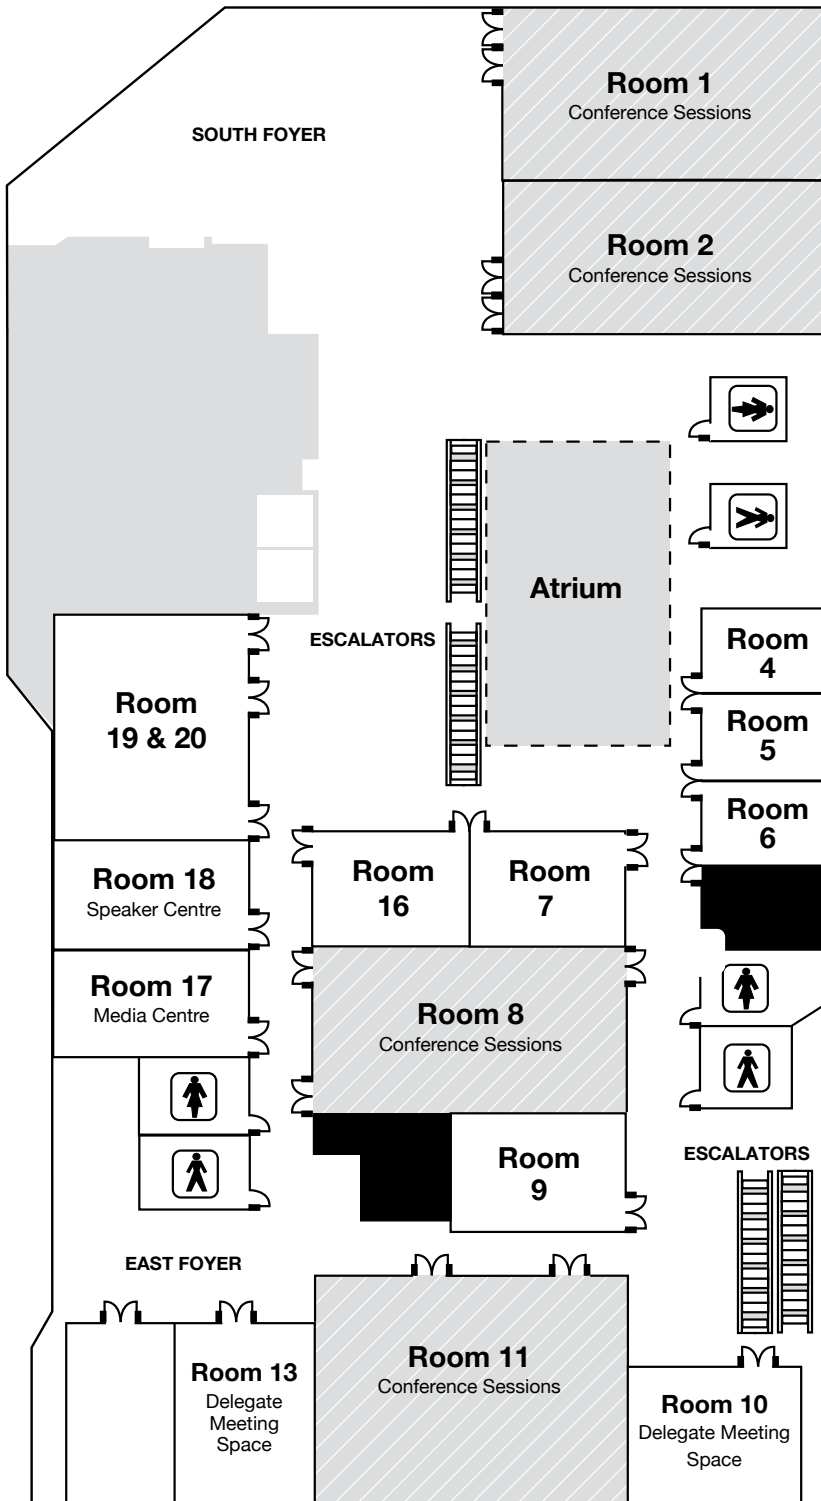 Room 1
Conference Sessions
SOUTH FOYER
Room 2
Conference Sessions
Atrium
ESCALATORS
Room
4
Room
19 & 20
Room
5
Room
6
Room 18
Speaker Centre
Room
16
Room
7
Room 17
Media Centre
Room 8
Conference Sessions
Room
9
ESCALATORS
EAST FOYER
Room 13
Delegate
Meeting
Space
Room 11
Conference Sessions
Room 10
Delegate Meeting
Space